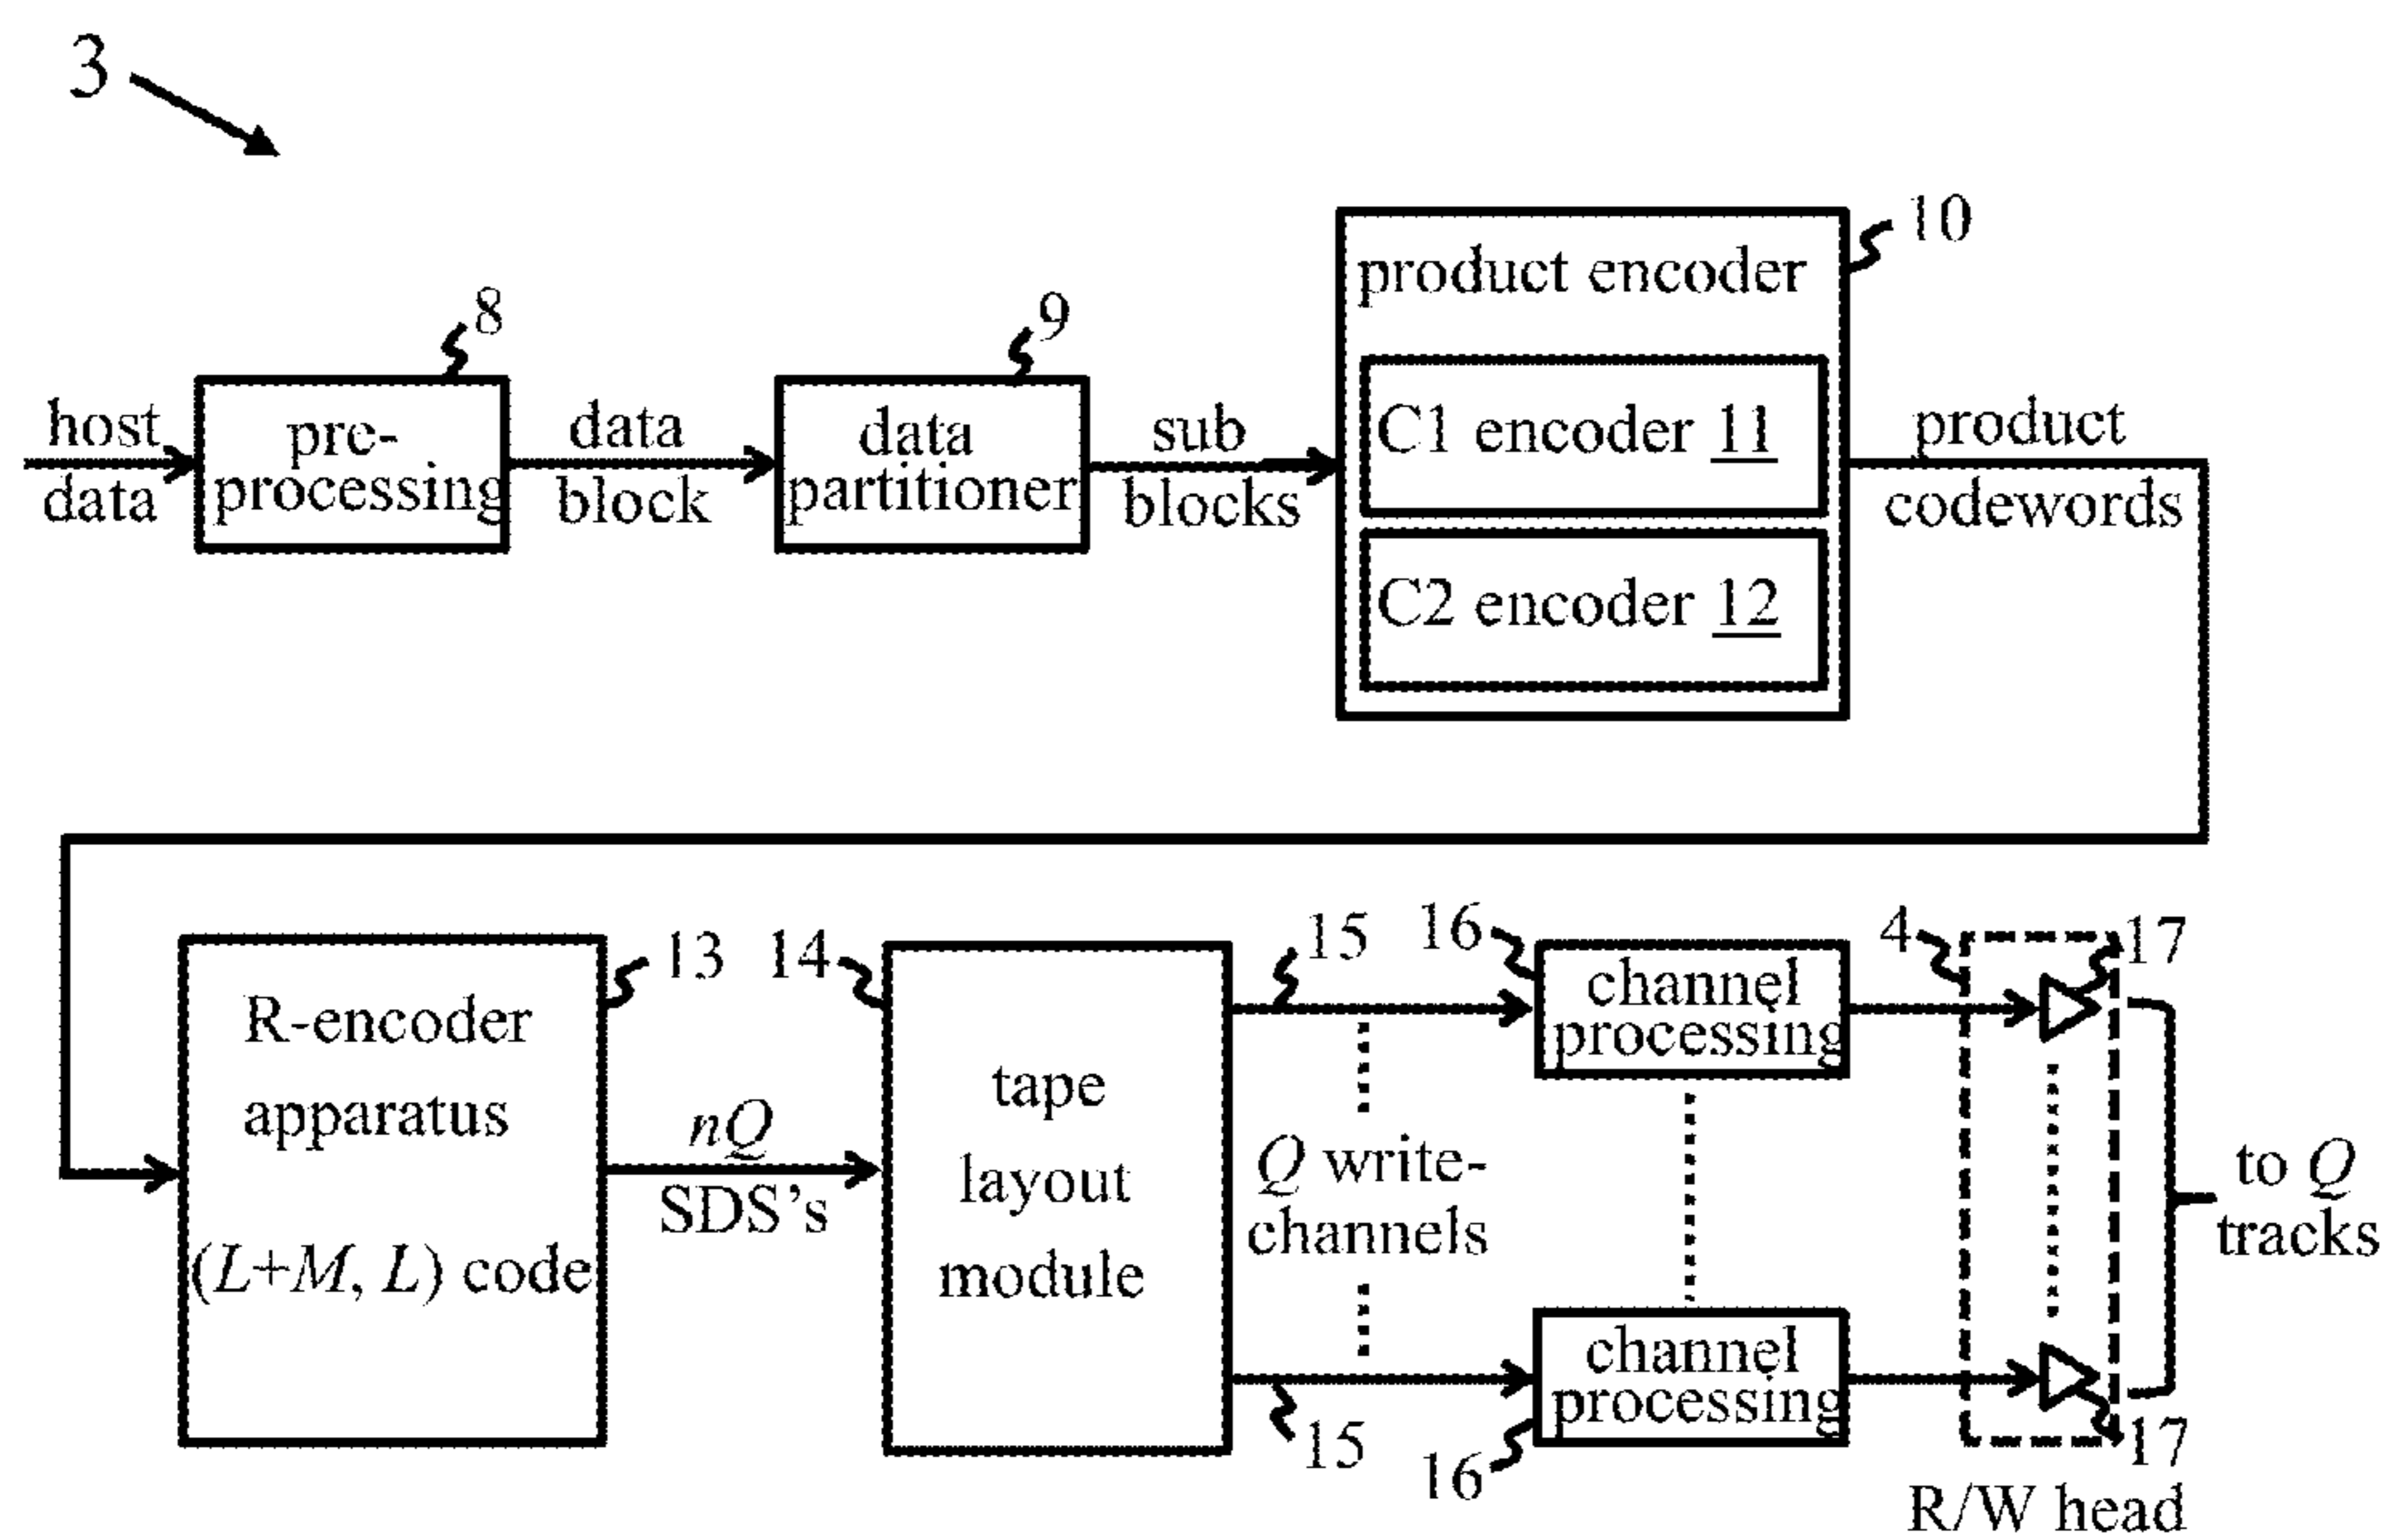 3
8
9
10
host
data
pre-
processing
data
block
data
partitioner
sub
blocks
product encoder
C1 encoder 11
C2 encoder 12
product
codewords
13
14
15
16
4
17
R-encoder
apparatus
(L+M, L) code
nQ
SDS's
tape
layout
module
Q write-
channels
channel
processing
channel
processing
to Q
tracks
15
16
17
R/W head